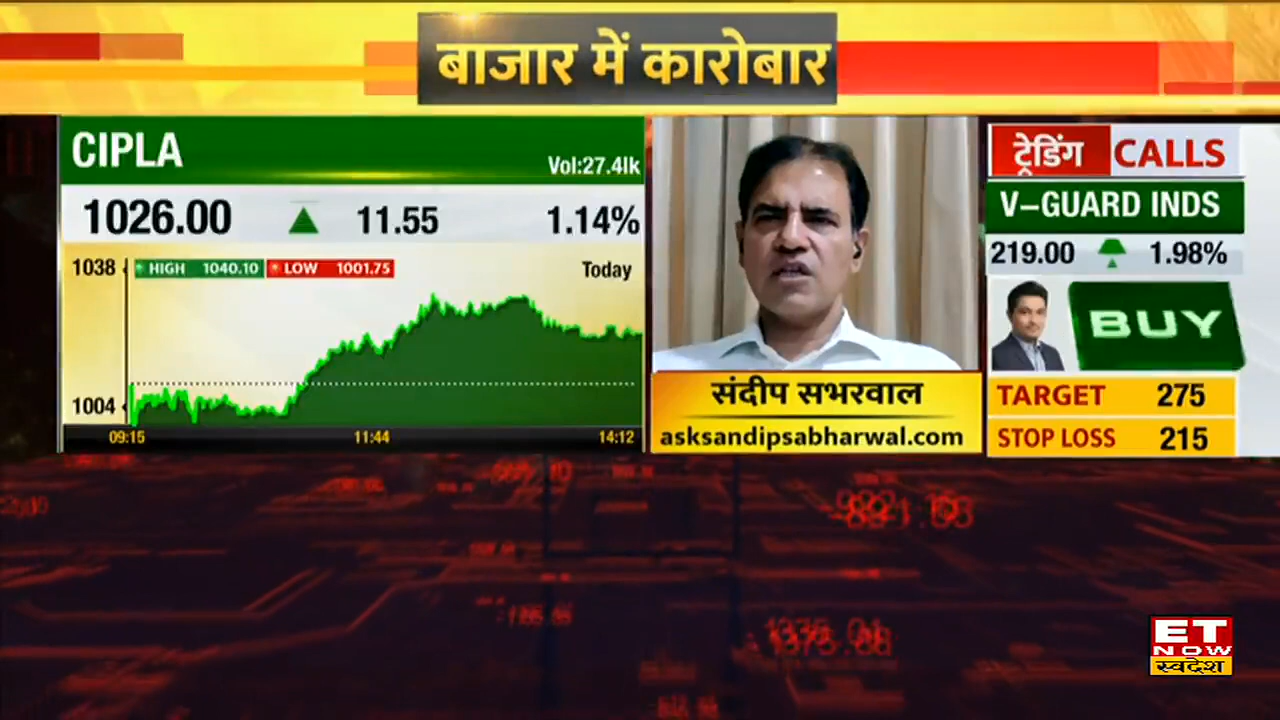 बाजार में कारोबार
CIPLA
Vol:27.4lk
1026.00 ▲ 11.55 1.14%
1038
HIGH 1040.10 LOW 1001.75
Today
1004
09:15 11:44 14:12
संदीप सभरवाल
asksandipsabharwal.com
ट्रेडिंग CALLS
V-GUARD INDS
219.00 1.98%
BUY
TARGET 275
STOP LOSS 215
ET
NOW
स्वदेश